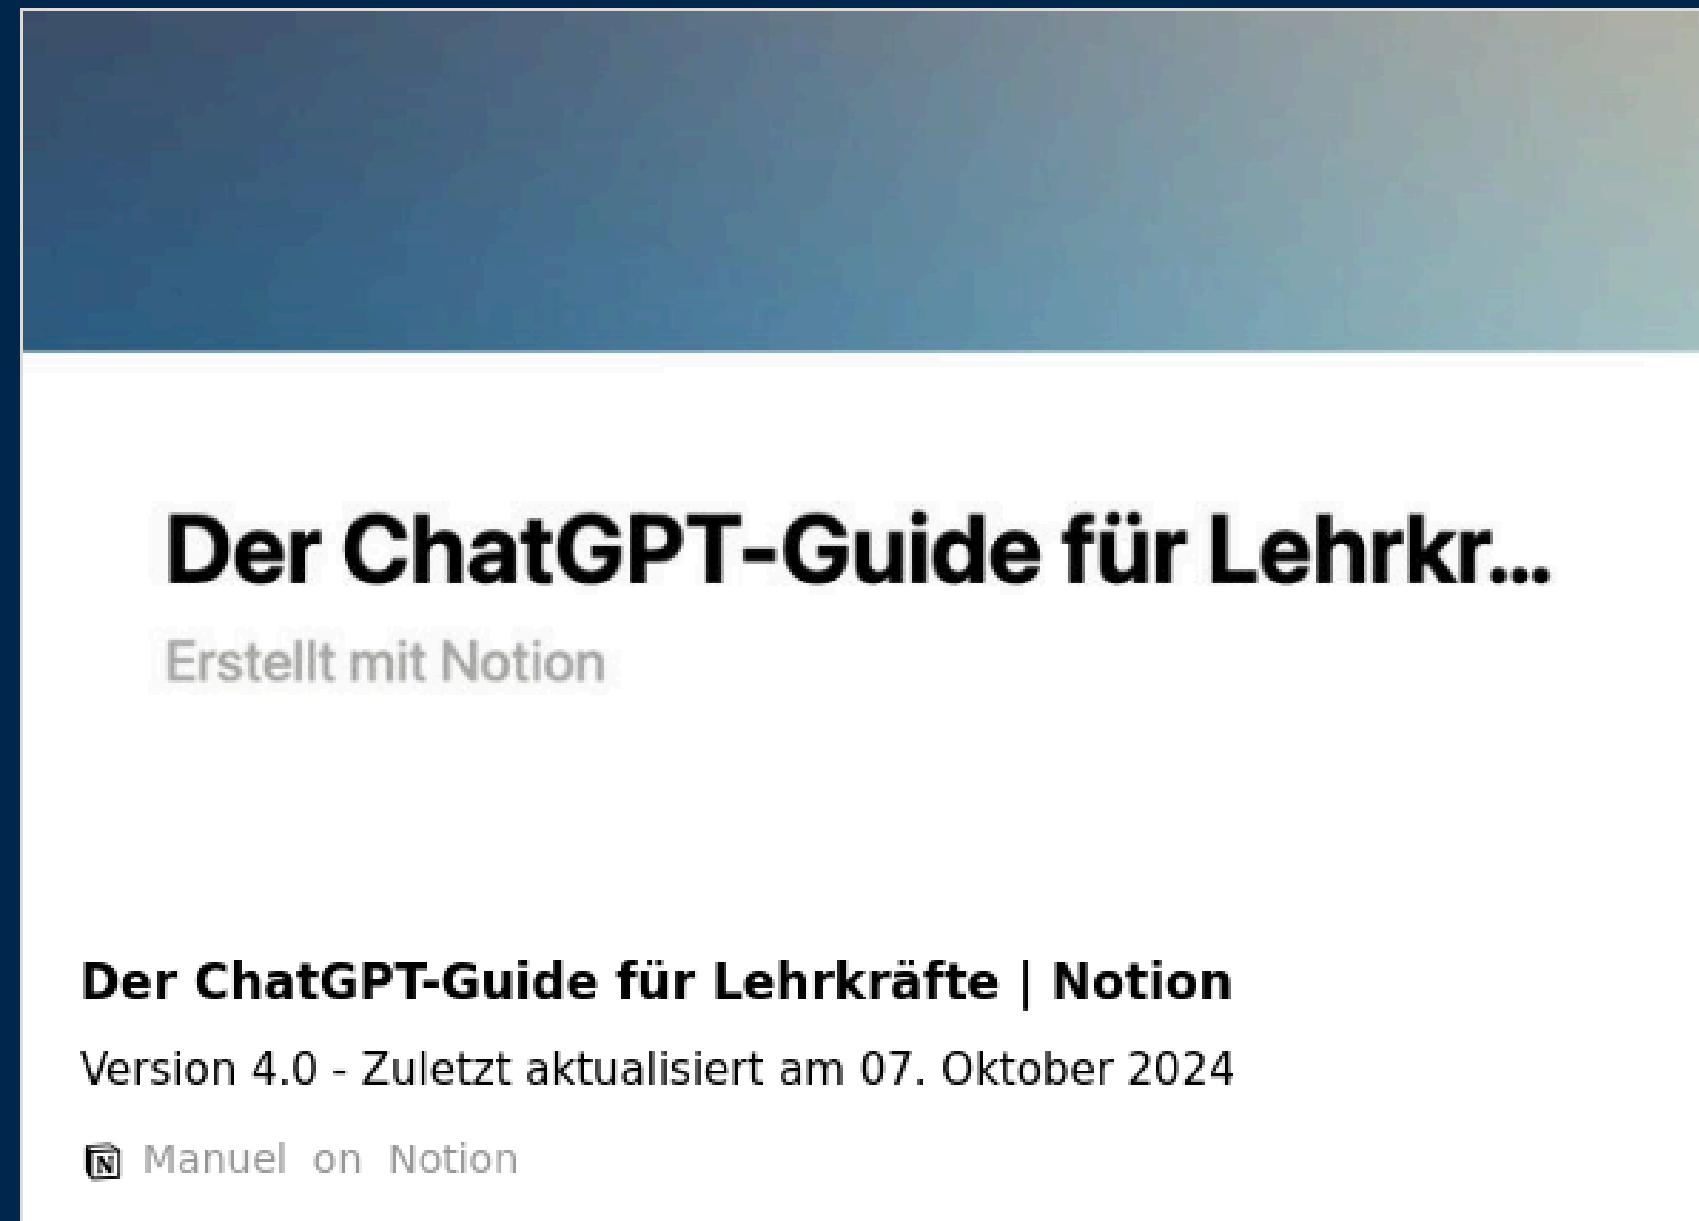 Der ChatGPT-Guide für Lehrkr...
Erstellt mit Notion
Der ChatGPT-Guide für Lehrkräfte | Notion
Version 4.0 - Zuletzt aktualisiert am 07. Oktober 2024
Manuel on Notion